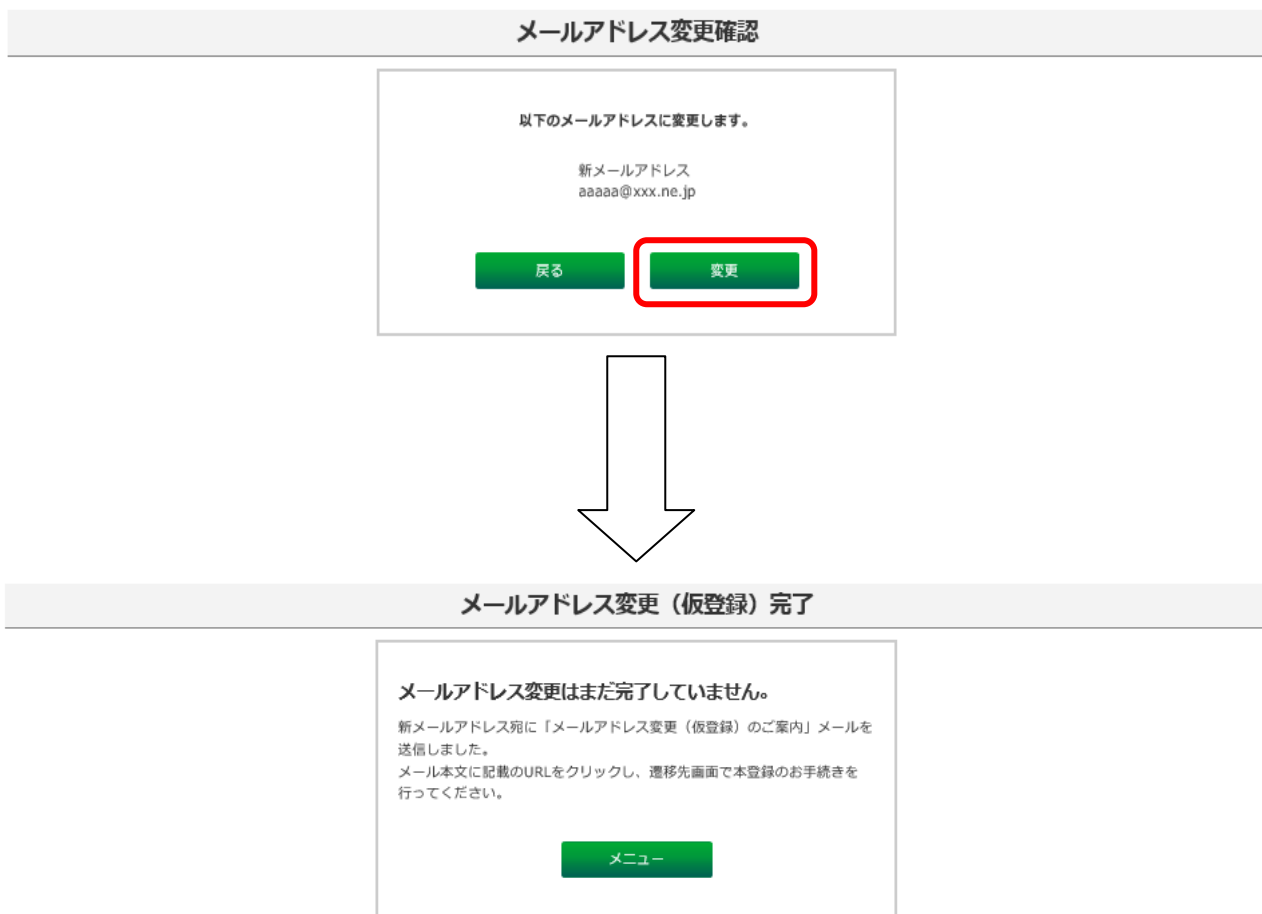 メールアドレス変更確認
以下のメールアドレスに変更します。
新メールアドレス
aaaaa@xxx.ne.jp
戻る
変更
メールアドレス変更（仮登録）完了
メールアドレス変更はまだ完了していません。
新メールアドレス宛に「メールアドレス変更（仮登録）のご案内」メールを
送信しました。
メール本文に記載のURLをクリックし、遷移先画面で本登録のお手続きを
行ってください。
メニュー